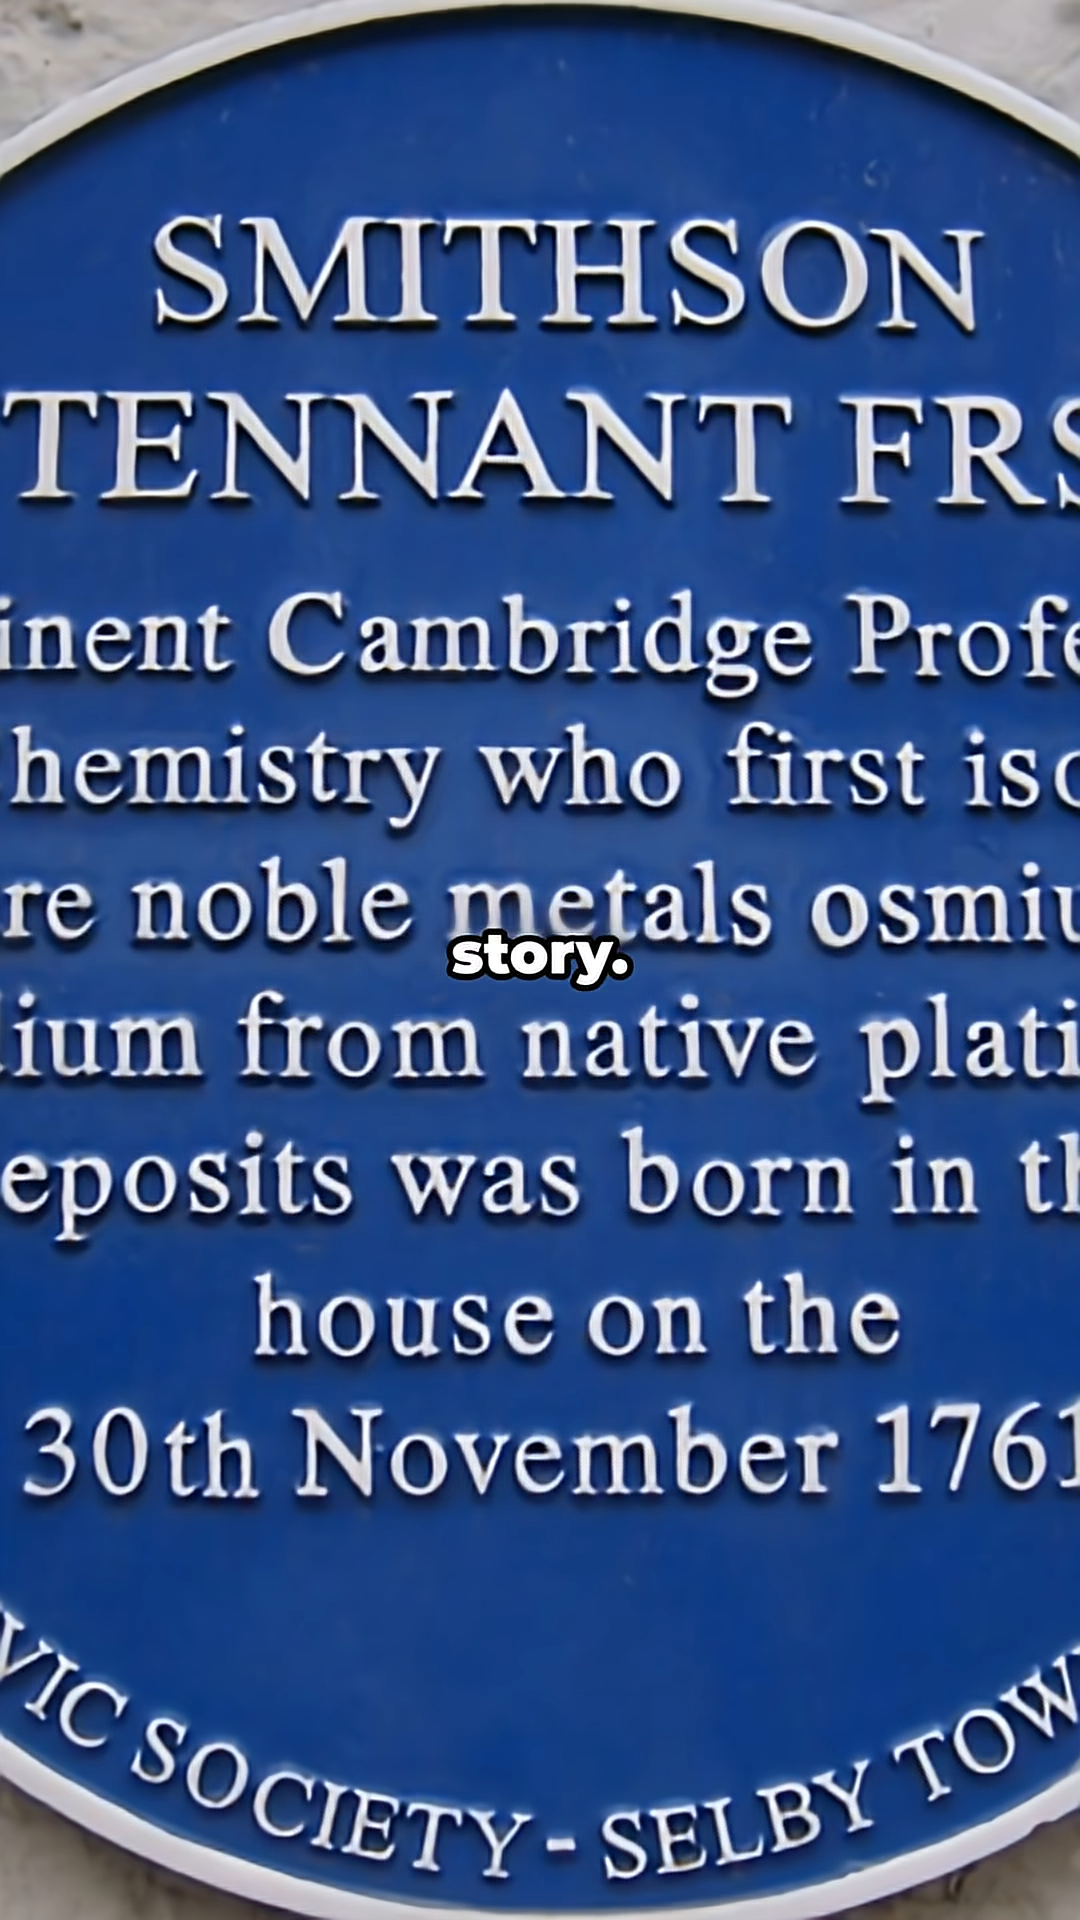 SMITHSON
TENNANT FRS
inent Cambridge Profe
hemistry who first iso
re noble metals osmiu
story.
lium from native plati
eposits was born in th
house on the
30th November 1761
VIC SOCIETY - SELBY TOW